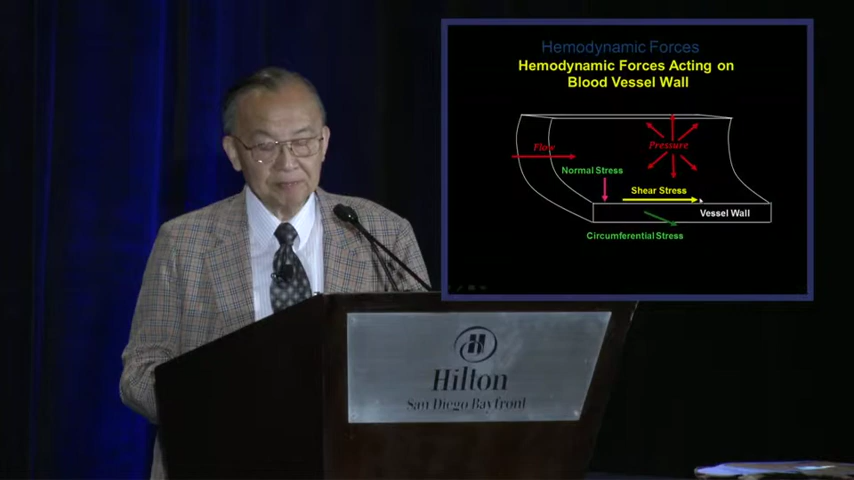 Hemodynamic Forces
Hemodynamic Forces Acting on
Blood Vessel Wall
Flow
Pressure
Normal Stress
Shear Stress
Vessel Wall
Circumferential Stress
Hilton
San Diego Bayfront